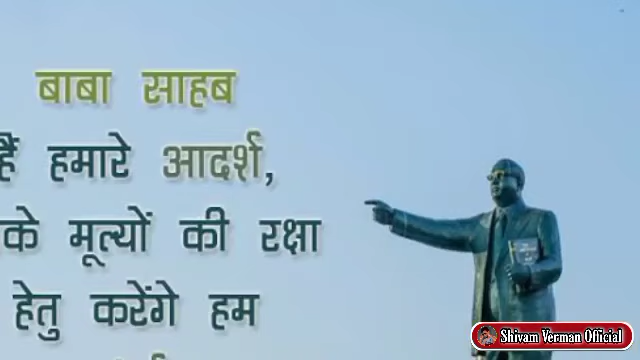 बाबा साहब
हैं हमारे आदर्श,
के मूल्यों की रक्षा
हेतु करेंगे हम
Shivam Verman Official